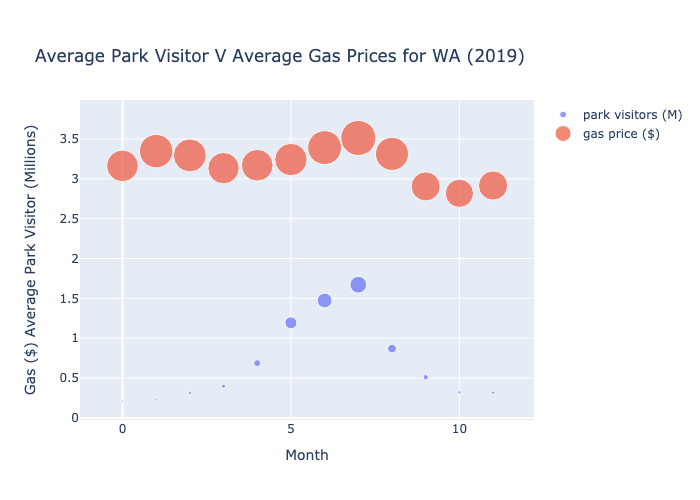 Average Park Visitor V Average Gas Prices for WA (2019)
park visitors (M)
gas price ($)
Gas ($) Average Park Visitor (Millions)
3.5
3
2.5
2
1.5
1
0.5
0
0 5 10
Month